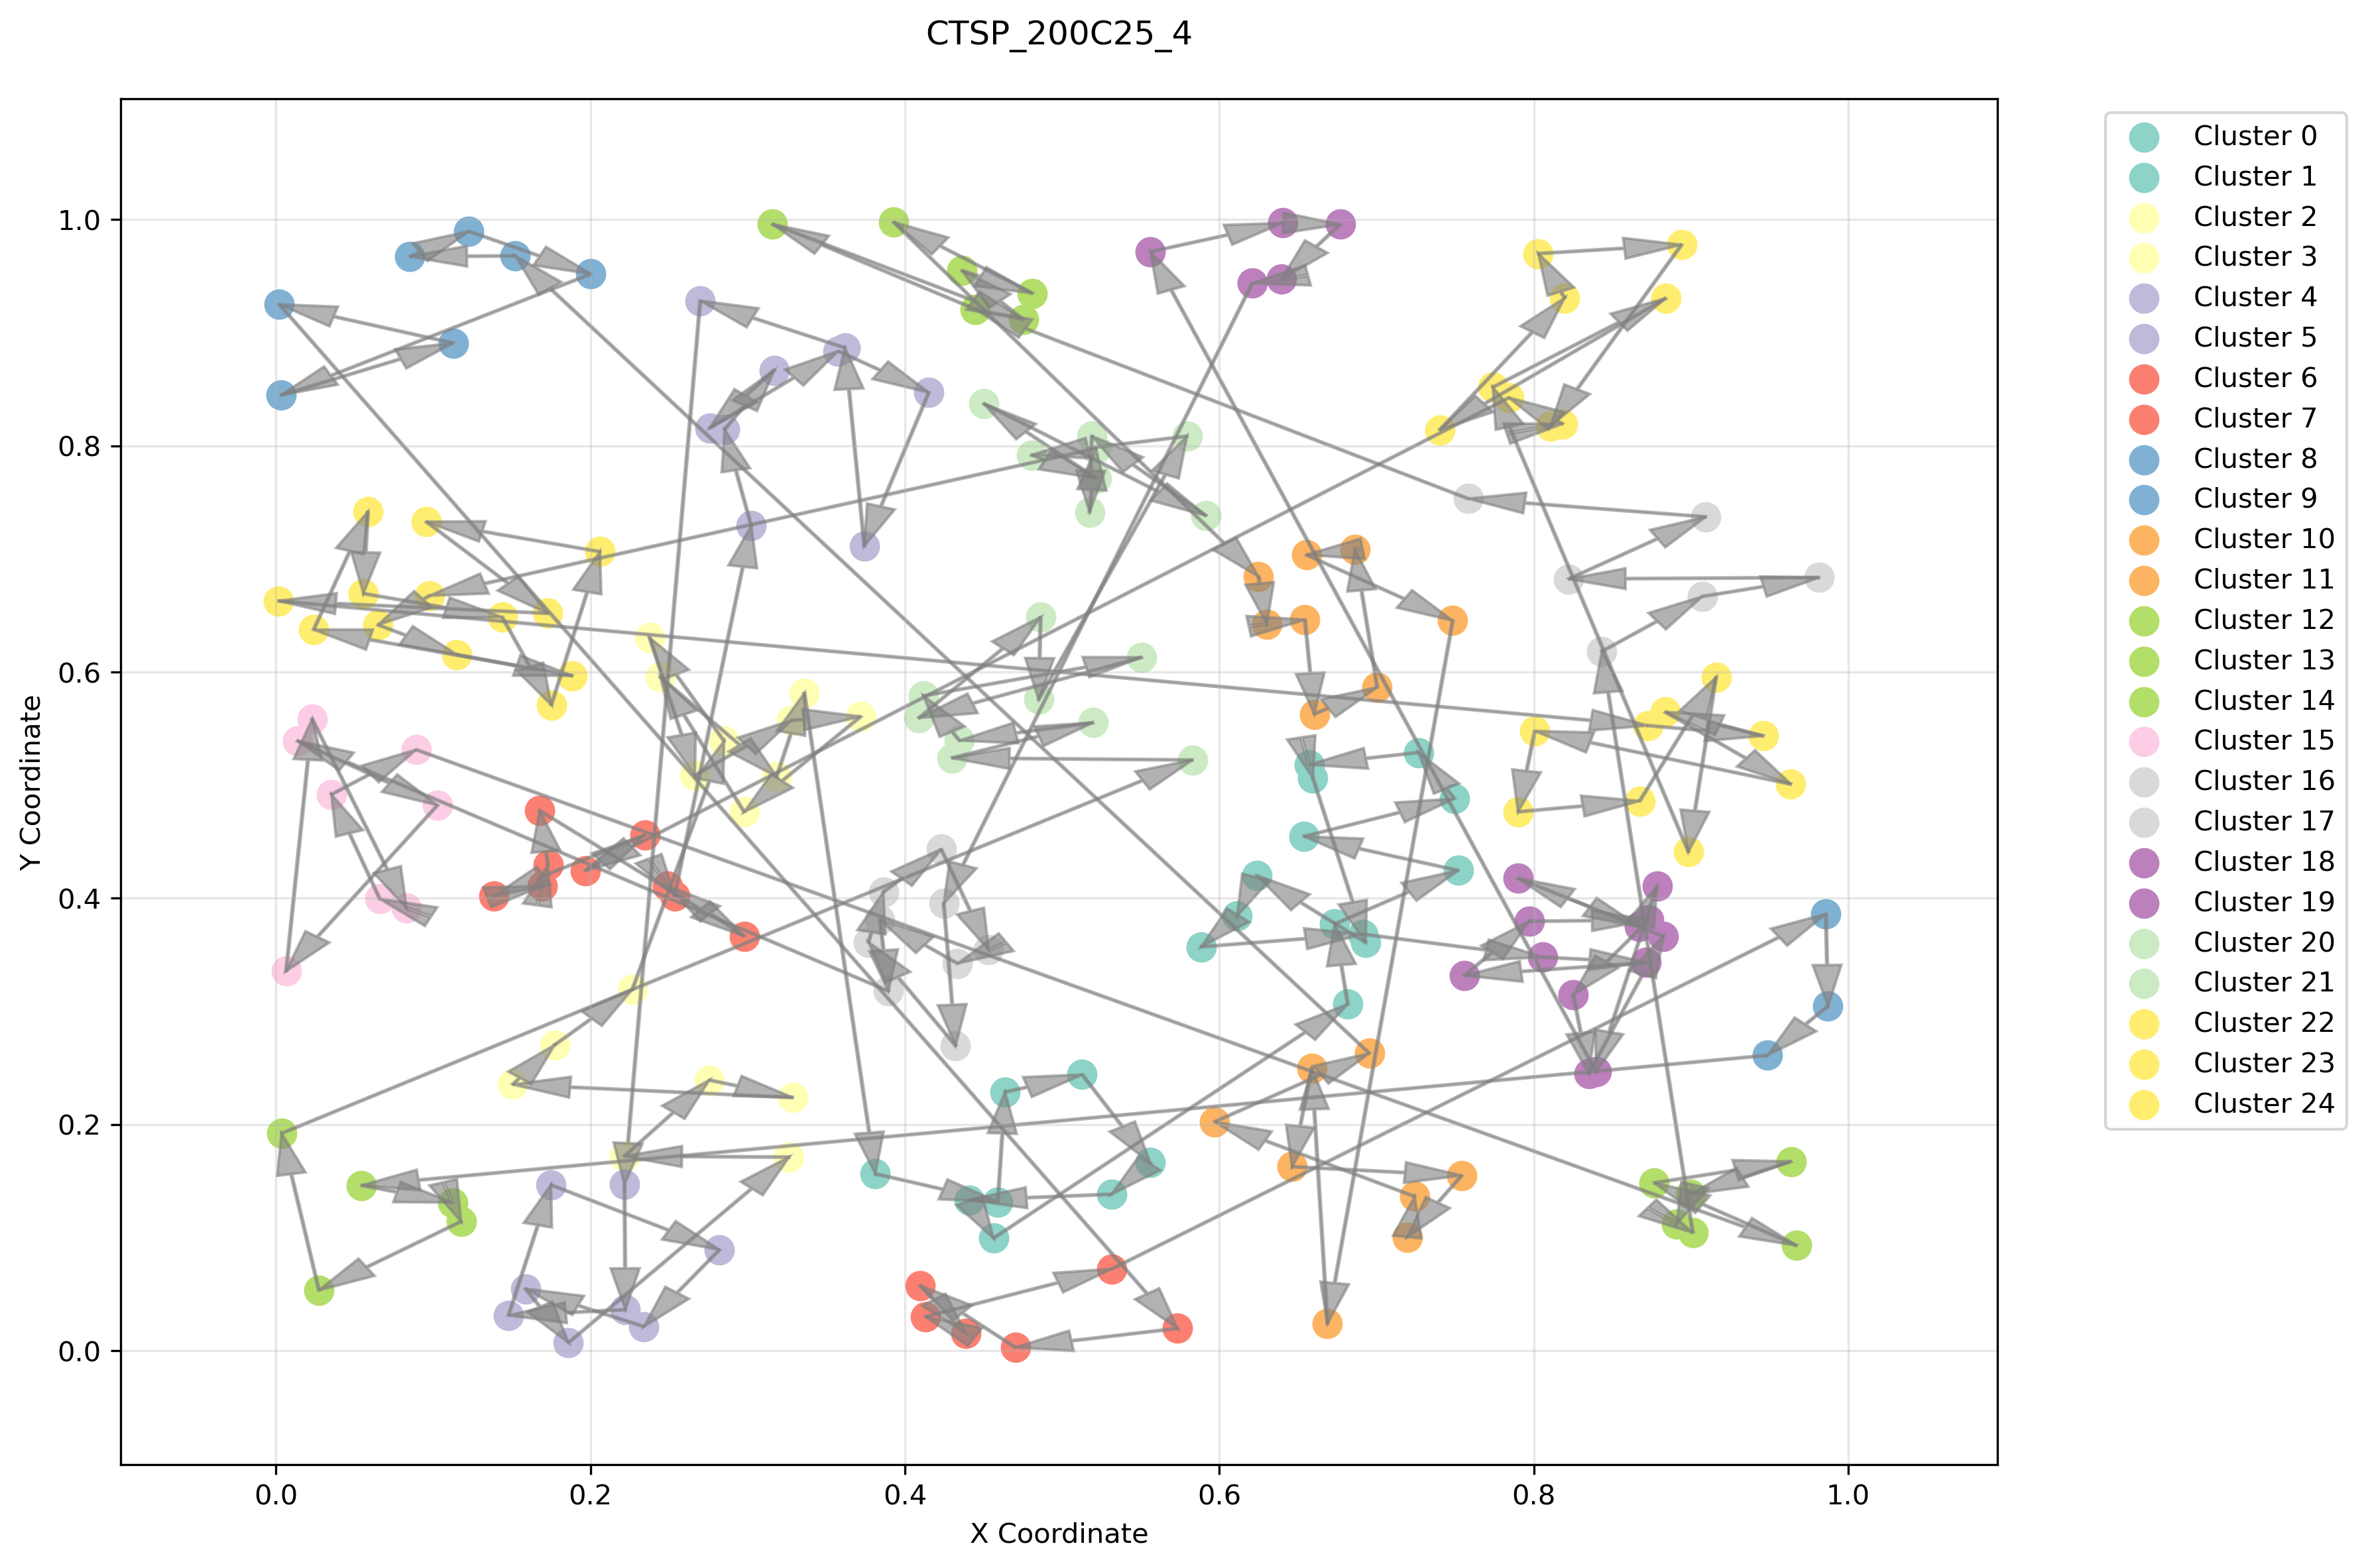 CTSP_200C25_4
Y Coordinate
1.0
0.8
0.6
0.4
0.2
0.0
0.0 0.2 0.4 0.6 0.8 1.0
X Coordinate
Cluster 0
Cluster 1
Cluster 2
Cluster 3
Cluster 4
Cluster 5
Cluster 6
Cluster 7
Cluster 8
Cluster 9
Cluster 10
Cluster 11
Cluster 12
Cluster 13
Cluster 14
Cluster 15
Cluster 16
Cluster 17
Cluster 18
Cluster 19
Cluster 20
Cluster 21
Cluster 22
Cluster 23
Cluster 24